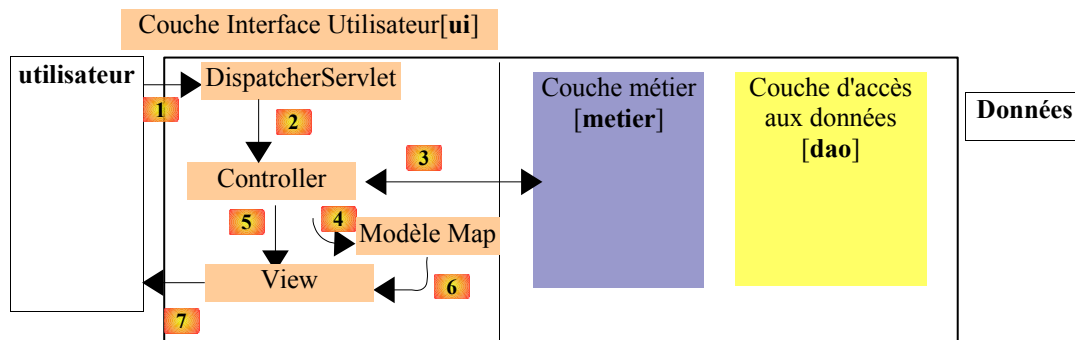 Couche Interface Utilisateur[ui]
utilisateur
DispatcherServlet
1
2
Controller
3
5
4
Modèle Map
View
6
7
Couche métier
[metier]
Couche d'accès
aux données
[dao]
Données